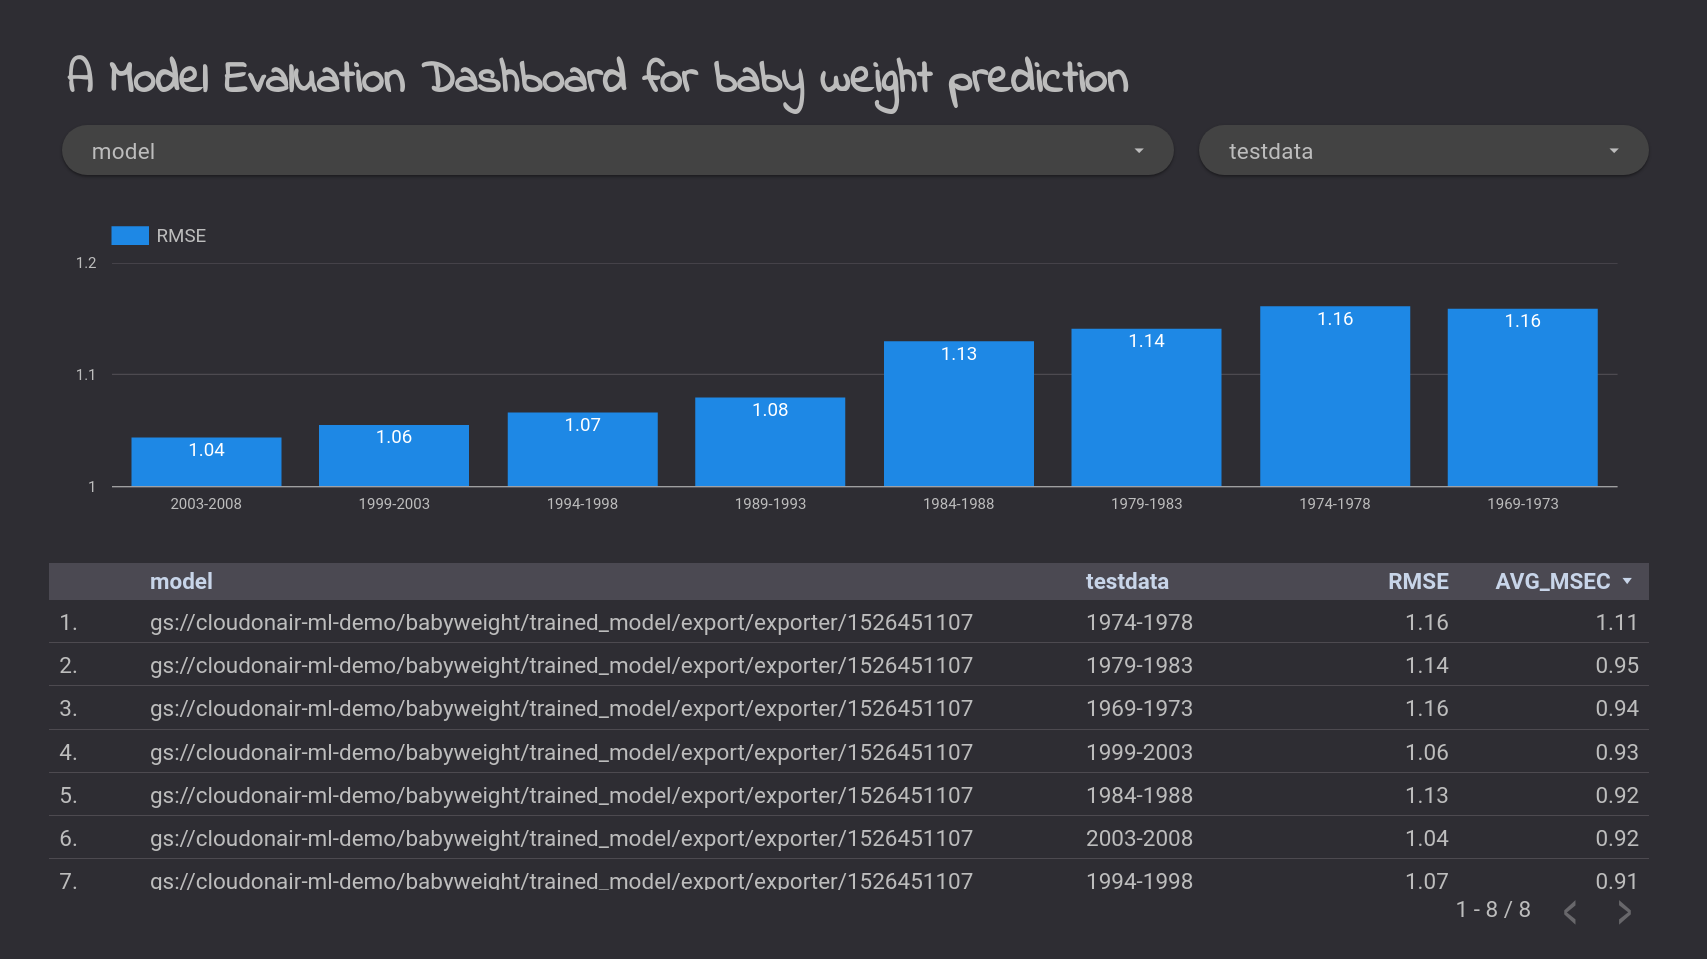 A Model Evaluation Dashboard for baby weight prediction
model testdata
RMSE
1.2
1.1
1
1.04 1.06 1.07 1.08 1.13 1.14 1.16 1.16
2003-2008 1999-2003 1994-1998 1989-1993 1984-1988 1979-1983 1974-1978 1969-1973
model testdata RMSE AVG_MSEC
1. gs://cloudonair-ml-demo/babyweight/trained_model/export/exporter/1526451107 1974-1978 1.16 1.11
2. gs://cloudonair-ml-demo/babyweight/trained_model/export/exporter/1526451107 1979-1983 1.14 0.95
3. gs://cloudonair-ml-demo/babyweight/trained_model/export/exporter/1526451107 1969-1973 1.16 0.94
4. gs://cloudonair-ml-demo/babyweight/trained_model/export/exporter/1526451107 1999-2003 1.06 0.93
5. gs://cloudonair-ml-demo/babyweight/trained_model/export/exporter/1526451107 1984-1988 1.13 0.92
6. gs://cloudonair-ml-demo/babyweight/trained_model/export/exporter/1526451107 2003-2008 1.04 0.92
7. gs://cloudonair-ml-demo/babyweight/trained_model/export/exporter/1526451107 1994-1998 1.07 0.91
1 - 8 / 8